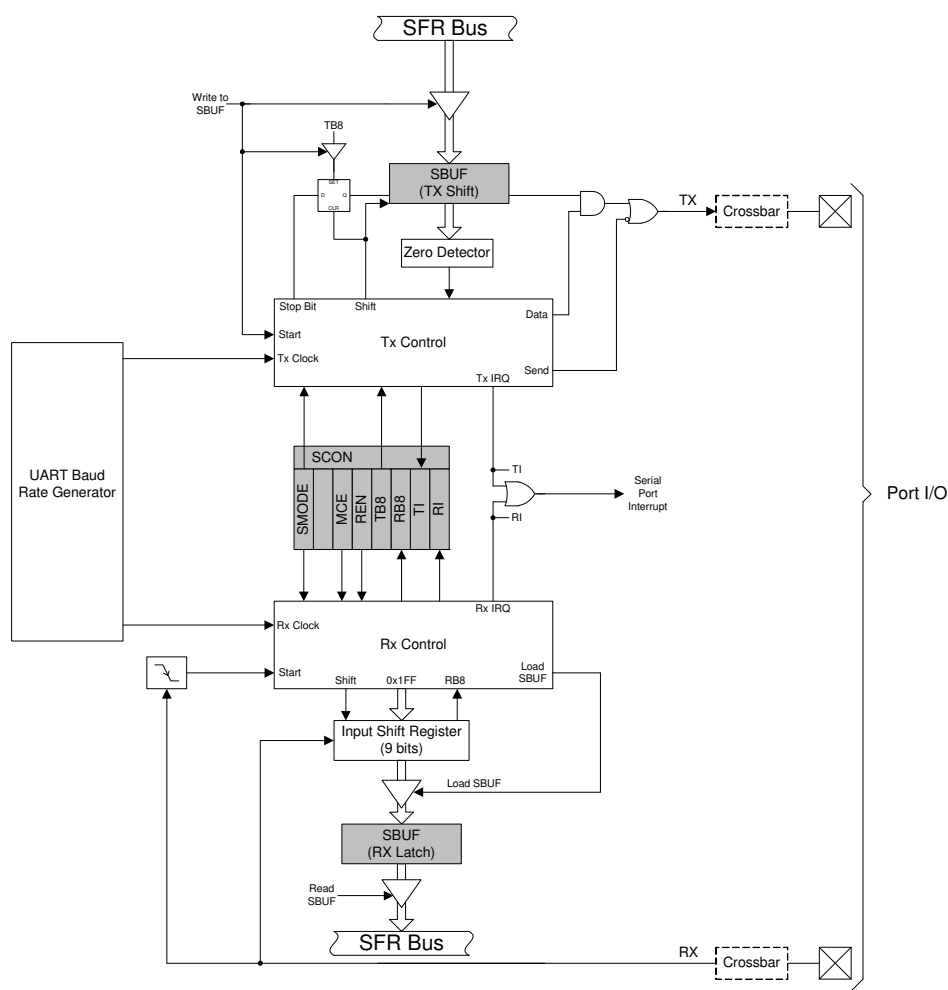 SFR Bus
Write to
SBUF
TB8
SBUF
(TX Shift)
SET
D
Q
CLR
TX
Crossbar
Zero Detector
Stop Bit
Shift
Data
Start
Tx Control
Tx Clock
Send
Tx IRQ
UART Baud
Rate Generator
SCON
SMODE
MCE
REN
TB8
RB8
TI
RI
TI
RI
Serial
Port
Interrupt
Port I/O
Rx IRQ
Rx Clock
Rx Control
Start
Load
SBUF
Shift
0x1FF
RB8
Input Shift Register
(9 bits)
Load SBUF
SBUF
(RX Latch)
Read
SBUF
SFR Bus
RX
Crossbar